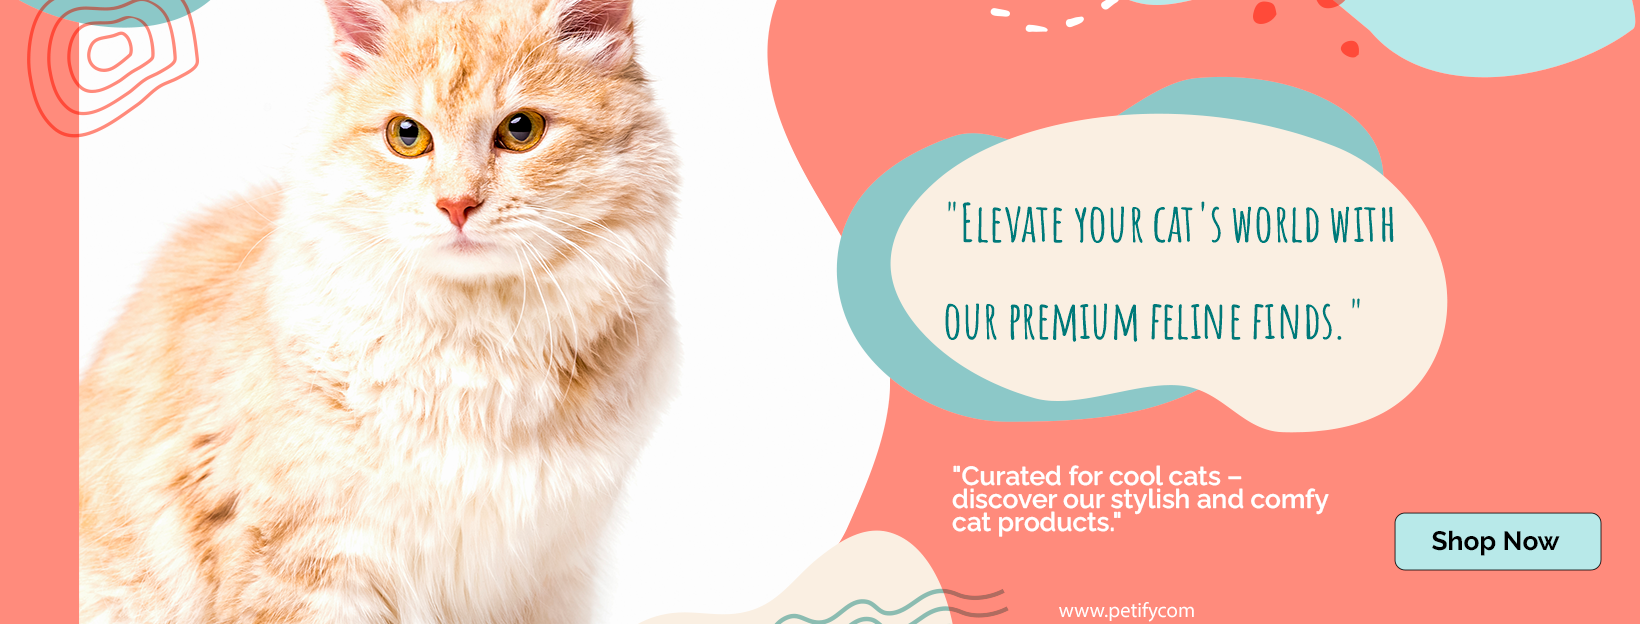 "Elevate your cat's world with
our premium feline finds. "
"Curated for cool cats –
discover our stylish and comfy
cat products."
Shop Now
www.petifycom